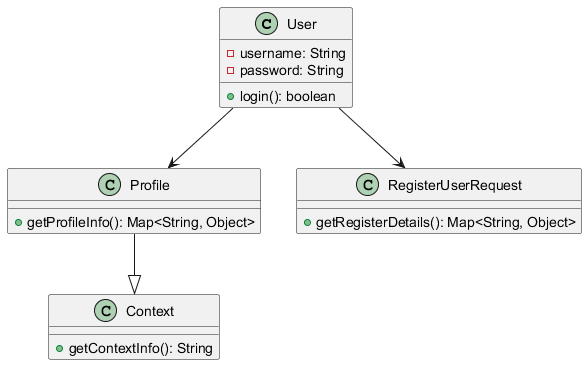 C User
username: String
password: String
login(): boolean
C Profile
getProfileInfo(): Map<String, Object>
C RegisterUserRequest
getRegisterDetails(): Map<String, Object>
C Context
getContextInfo(): String